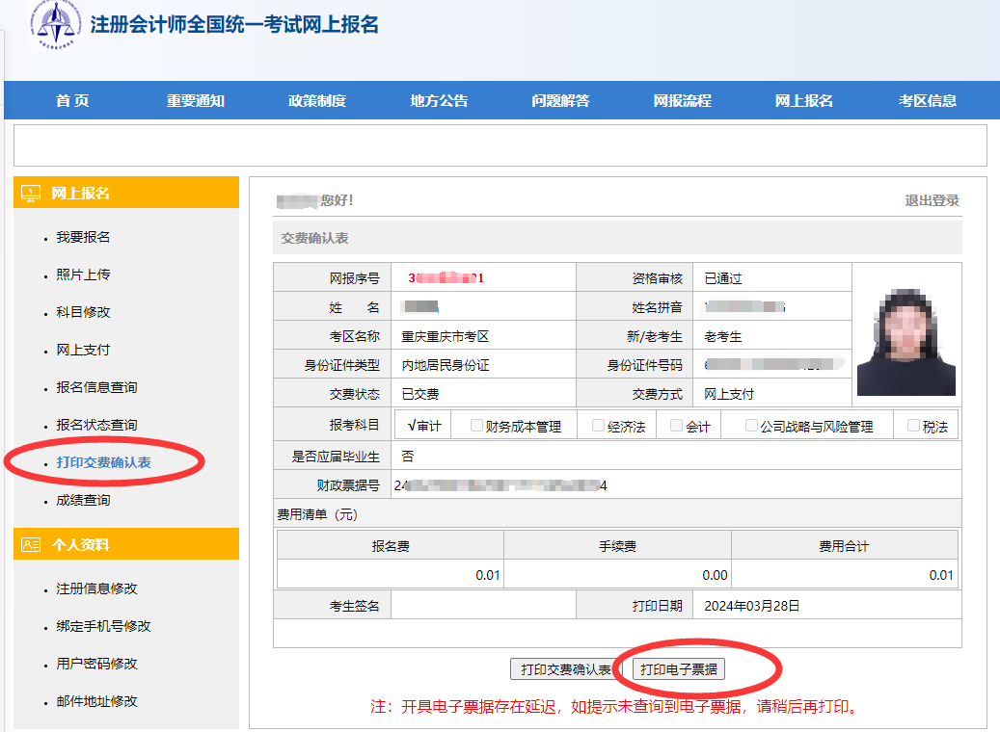 注册会计师全国统一考试网上报名
首 页 重要通知 政策制度 地方公告 问题解答 网报流程 网上报名 考区信息
网上报名
我要报名
照片上传
科目修改
网上支付
报名信息查询
报名状态查询
打印交费确认表
成绩查询
个人资料
注册信息修改
绑定手机号修改
用户密码修改
邮件地址修改
您好！ 退出登录
交费确认表
网报序号 3 1 资格审核 已通过
姓 名 姓名拼音
考区名称 重庆重庆市考区 新/老考生 老考生
身份证件类型 内地居民身份证 身份证件号码
交费状态 已交费 交费方式 网上支付
报考科目 √审计 财务成本管理 经济法 会计 公司战略与风险管理 税法
是否应届毕业生 否
财政票据号 24 4
费用清单（元）
报名费 手续费 费用合计
0.01 0.00 0.01
考生签名 打印日期 2024年03月28日
打印交费确认表 打印电子票据
注：开具电子票据存在延迟，如提示未查询到电子票据，请稍后再打印。